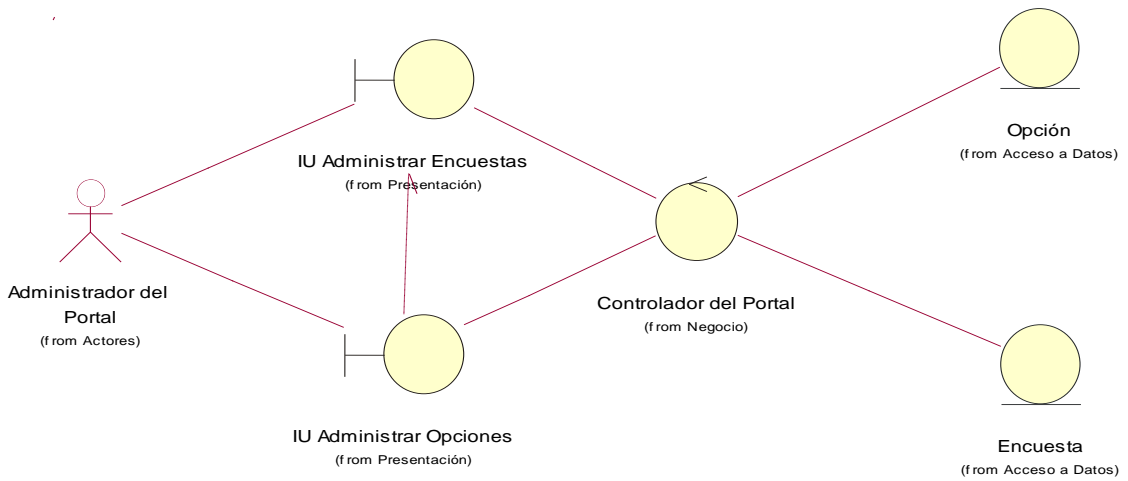 Opción
(from Acceso a Datos)
IU Administrar Encuestas
(from Presentación)
Administrador del
Portal
(from Actores)
Controlador del Portal
(from Negocio)
IU Administrar Opciones
(from Presentación)
Encuesta
(from Acceso a Datos)